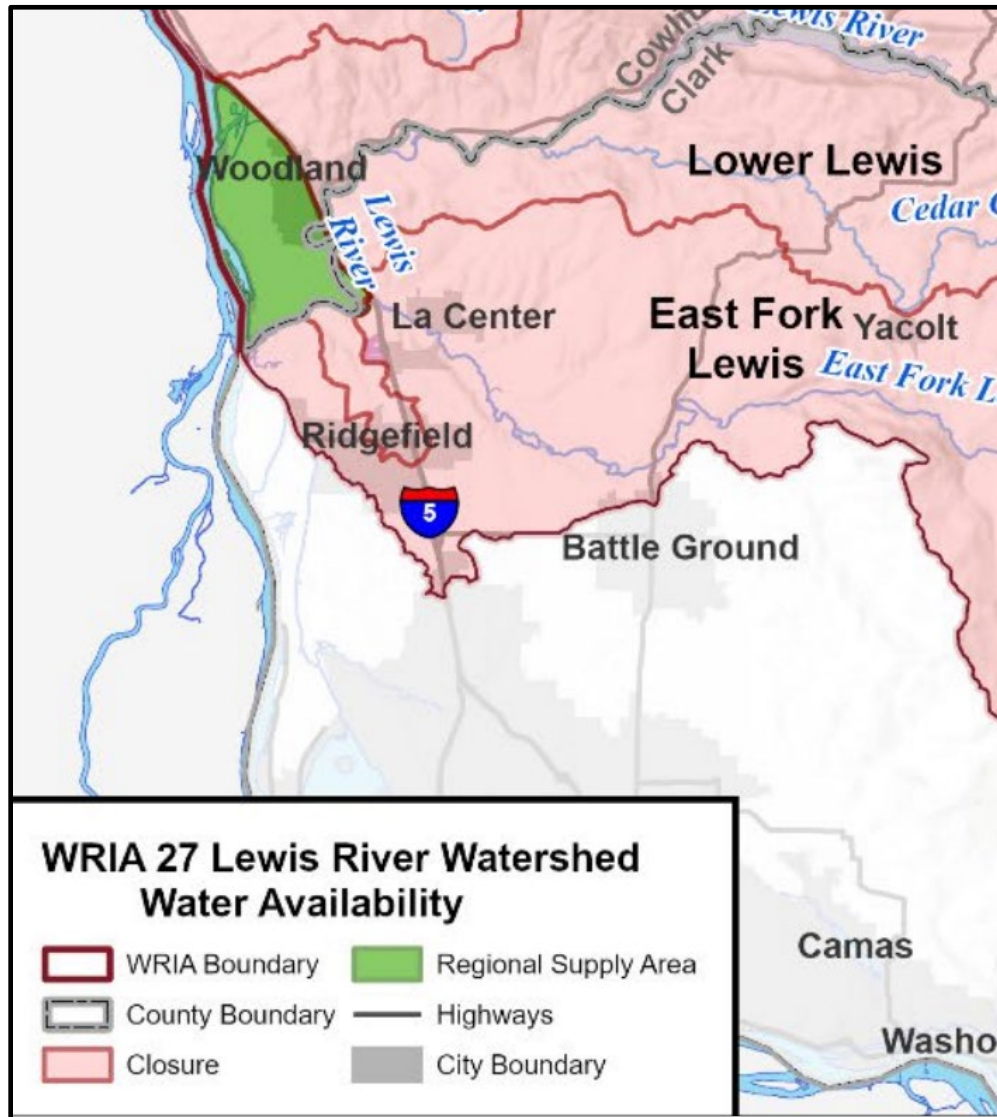 Lewis River
Cowlit
Clark
Woodland
Lewis
River
Lower Lewis
Cedar C
La Center
East Fork
Lewis
Yacolt
East Fork L
Ridgefield
5
Battle Ground
WRIA 27 Lewis River Watershed
Water Availability
WRIA Boundary
Regional Supply Area
County Boundary
Highways
Closure
City Boundary
Camas
Washo